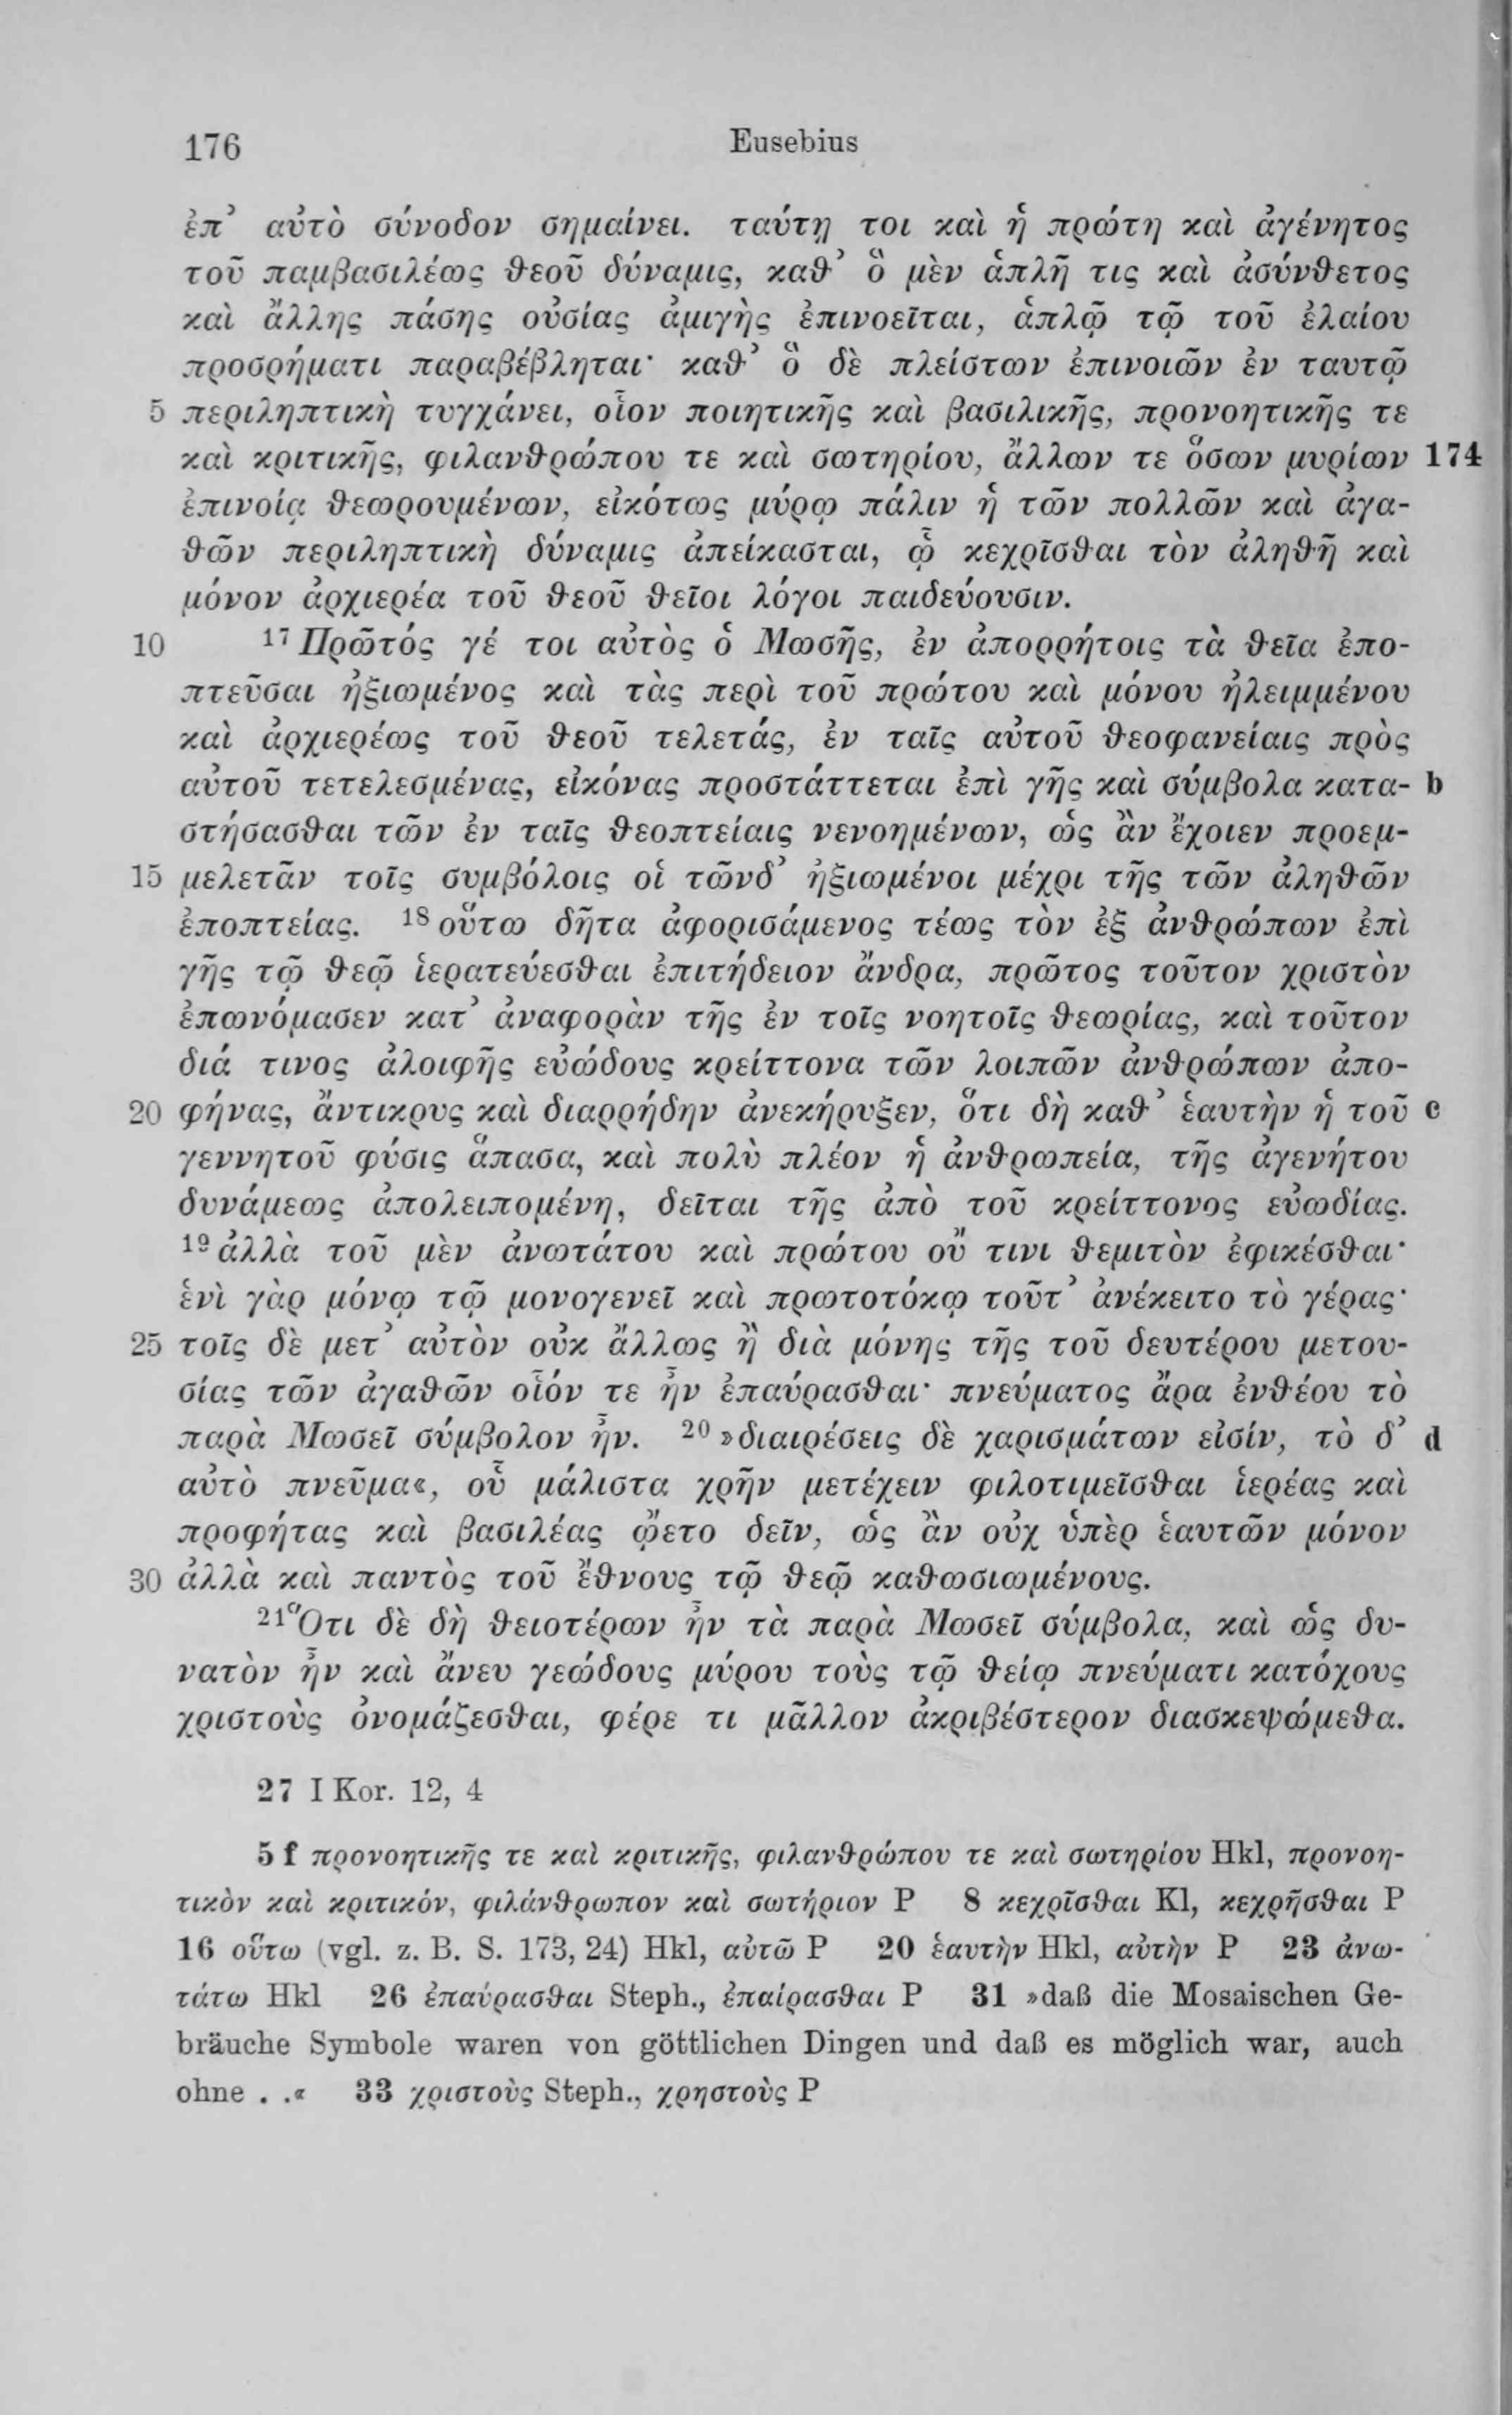 176 Eusebius
ἐπ’ αὐτὸ σύνοδον σημαίνει. ταύτῃ τοι καὶ ἡ πρώτη καὶ ἀγένητος
τοῦ παμβασιλέως θεοῦ δύναμις, καθ’ ὃ μὲν ἁπλῆ τις καὶ ἀσύνθετος
καὶ ἄλλης πάσης οὐσίας ἀμιγὴς ἐπινοεῖται, ἁπλῷ τῷ τοῦ ἐλαίου
προσρήματι παραβέβληται· καθ’ ὃ δὲ πλείστων ἐπινοιῶν ἐν ταυτῷ
5 περιληπτικὴ τυγχάνει, οἷον ποιητικῆς καὶ βασιλικῆς, προνοητικῆς τε
καὶ κριτικῆς, φιλανθρώπου τε καὶ σωτηρίου, ἄλλων τε ὅσων μυρίων 174
ἐπινοίᾳ θεωρουμένων, εἰκότως μύρῳ πάλιν ἡ τῶν πολλῶν καὶ ἀγα-
θῶν περιληπτικὴ δύναμις ἀπείκασται, ᾧ κεχρῖσθαι τὸν ἀληθῆ καὶ
μόνον ἀρχιερέα τοῦ θεοῦ θεῖοι λόγοι παιδεύουσιν.
10 17 Πρῶτός γέ τοι αὐτὸς ὁ Μωσῆς, ἐν ἀπορρήτοις τὰ θεῖα ἐπο-
πτεῦσαι ἠξιωμένος καὶ τὰς περὶ τοῦ πρώτου καὶ μόνου ἠλειμμένου
καὶ ἀρχιερέως τοῦ θεοῦ τελετάς, ἐν ταῖς αὐτοῦ θεοφανείαις πρὸς
αὐτοῦ τετελεσμένας, εἰκόνας προστάττεται ἐπὶ γῆς καὶ σύμβολα κατα- b
στήσασθαι τῶν ἐν ταῖς θεοπτείαις νενοημένων, ὡς ἂν ἔχοιεν προεμ-
15 μελετᾶν τοῖς συμβόλοις οἱ τῶνδ’ ἠξιωμένοι μέχρι τῆς τῶν ἀληθῶν
ἐποπτείας. 18 οὕτω δῆτα ἀφορισάμενος τέως τὸν ἐξ ἀνθρώπων ἐπὶ
γῆς τῷ θεῷ ἱερατεύεσθαι ἐπιτήδειον ἄνδρα, πρῶτος τοῦτον χριστὸν
ἐπωνόμασεν κατ’ ἀναφορὰν τῆς ἐν τοῖς νοητοῖς θεωρίας, καὶ τοῦτον
διά τινος ἀλοιφῆς εὐώδους κρείττονα τῶν λοιπῶν ἀνθρώπων ἀπο-
20 φήνας, ἄντικρυς καὶ διαρρήδην ἀνεκήρυξεν, ὅτι δὴ καθ’ ἑαυτὴν ἡ τοῦ c
γεννητοῦ φύσις ἅπασα, καὶ πολὺ πλέον ἡ ἀνθρωπεία, τῆς ἀγενήτου
δυνάμεως ἀπολειπομένη, δεῖται τῆς ἀπὸ τοῦ κρείττονος εὐωδίας.
19 ἀλλὰ τοῦ μὲν ἀνωτάτου καὶ πρώτου οὔ τινι θεμιτὸν ἐφικέσθαι·
ἑνὶ γὰρ μόνῳ τῷ μονογενεῖ καὶ πρωτοτόκῳ τοῦτ’ ἀνέκειτο τὸ γέρας·
25 τοῖς δὲ μετ’ αὐτὸν οὐκ ἄλλως ἢ διὰ μόνης τῆς τοῦ δευτέρου μετου-
σίας τῶν ἀγαθῶν οἷόν τε ἦν ἐπαύρασθαι· πνεύματος ἄρα ἐνθέου τὸ
παρὰ Μωσεῖ σύμβολον ἦν. 20 »διαιρέσεις δὲ χαρισμάτων εἰσίν, τὸ δ’ d
αὐτὸ πνεῦμα«, οὗ μάλιστα χρῆν μετέχειν φιλοτιμεῖσθαι ἱερέας καὶ
προφήτας καὶ βασιλέας ᾤετο δεῖν, ὡς ἂν οὐχ ὑπὲρ ἑαυτῶν μόνον
30 ἀλλὰ καὶ παντὸς τοῦ ἔθνους τῷ θεῷ καθωσιωμένους.
21 Ὅτι δὲ δὴ θειοτέρων ἦν τὰ παρὰ Μωσεῖ σύμβολα, καὶ ὡς δυ-
νατὸν ἦν καὶ ἄνευ γεώδους μύρου τοὺς τῷ θείῳ πνεύματι κατόχους
χριστοὺς ὀνομάζεσθαι, φέρε τι μᾶλλον ἀκριβέστερον διασκεψώμεθα.
27 I Kor. 12, 4
5 f προνοητικῆς τε καὶ κριτικῆς, φιλανθρώπου τε καὶ σωτηρίου Hkl, προνοη-
τικὸν καὶ κριτικόν, φιλάνθρωπον καὶ σωτήριον P 8 κεχρῖσθαι Kl, κεχρῆσθαι P
16 οὕτω (vgl. z. B. S. 173, 24) Hkl, αὐτῶ P 20 ἑαυτὴν Hkl, αὐτὴν P 23 ἀνω-
τάτω Hkl 26 ἐπαύρασθαι Steph., ἐπαίρασθαι P 31 »daß die Mosaischen Ge-
bräuche Symbole waren von göttlichen Dingen und daß es möglich war, auch
ohne . .« 33 χριστοὺς Steph., χρηστοὺς P